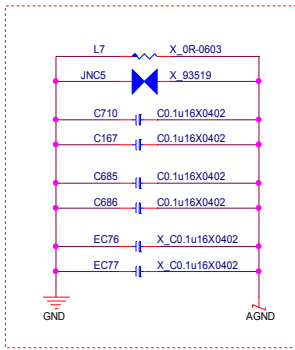 L7 X_0R-0603
JNC5 X_93519
C710 C0.1u16X0402
C167 C0.1u16X0402
C685 C0.1u16X0402
C686 C0.1u16X0402
EC76 X_C0.1u16X0402
EC77 X_C0.1u16X0402
GND AGND